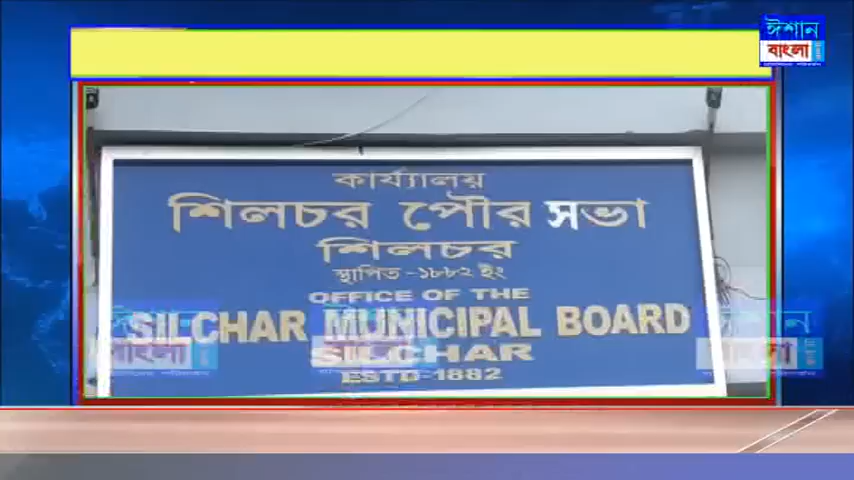 ঈশান
বাংলা
কার্য্যালয়
শিলচর পৌর সভা
শিলচর
স্থাপিত - ১৮৮২ ইং
OFFICE OF THE
SILCHAR MUNICIPAL BOARD
SILCHAR
ESTD-1882